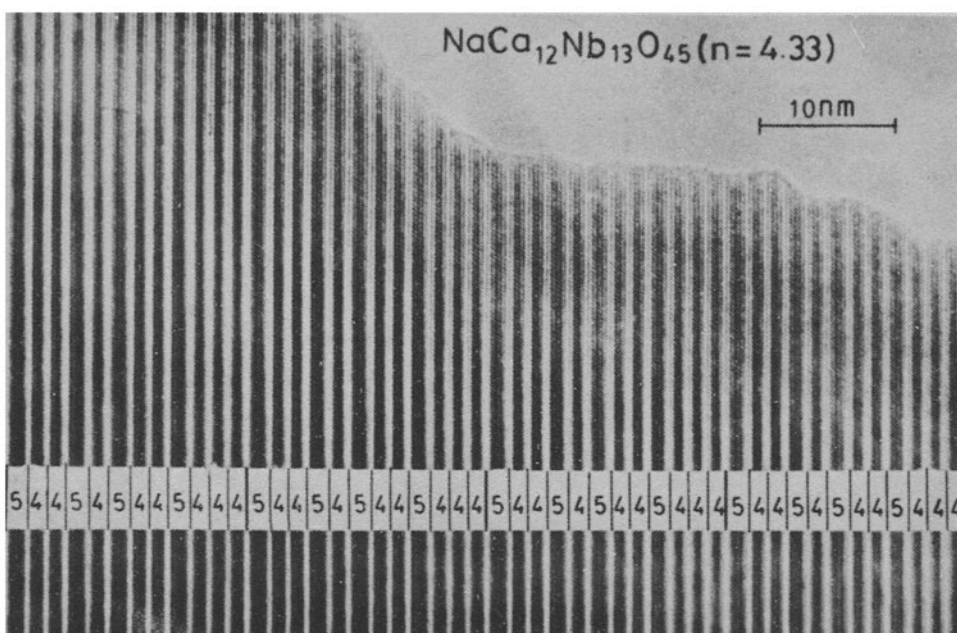 NaCa₁₂Nb₁₃O₄₅(n=4.33)
10nm
5 4 4 5 4 5 4 4 5 4 4 4 5 4 4 5 4 5 4 4 5 4 4 4 5 4 4 5 4 5 4 4 5 4 4 4 5 4 4 5 4 5 4 4 5 4 4 4